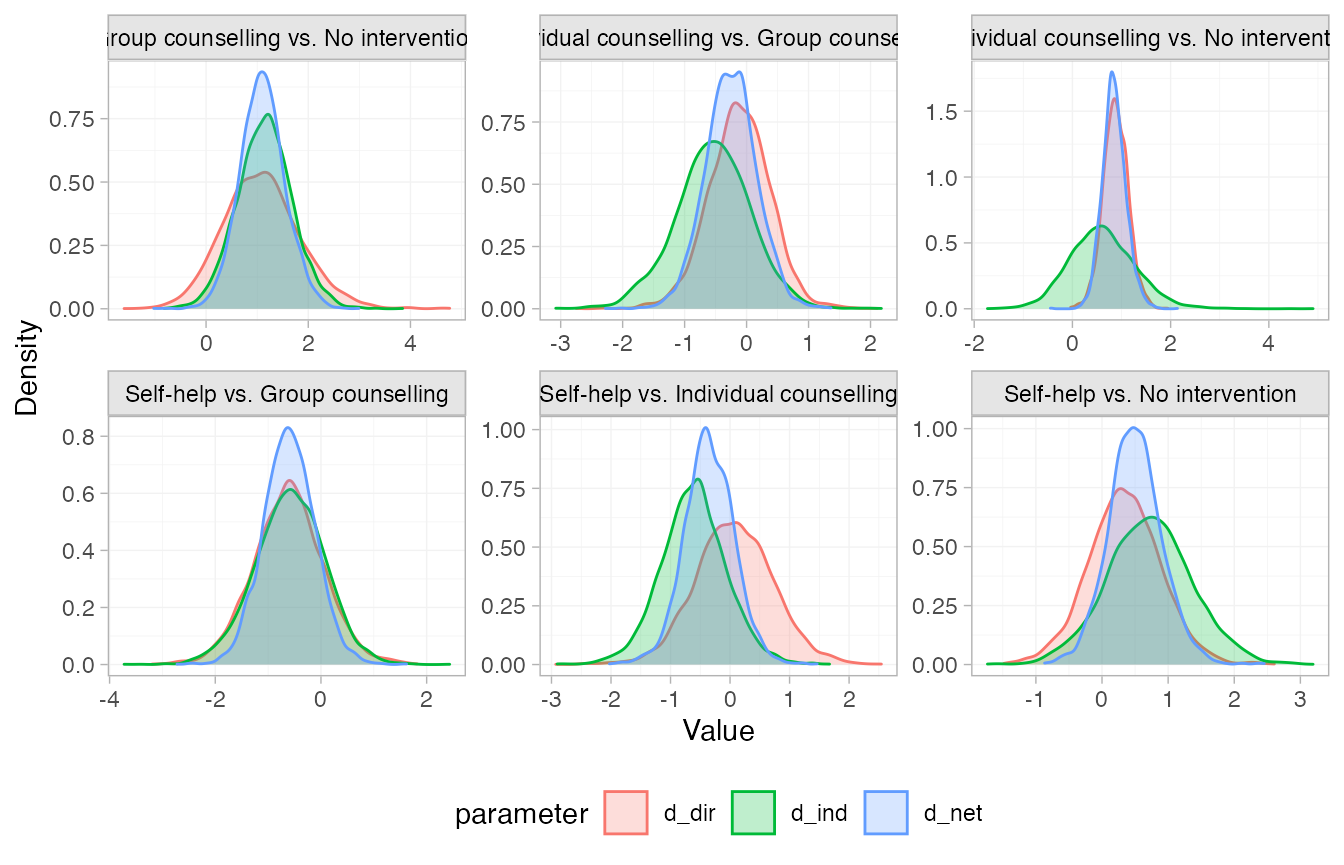 Group counselling vs. No intervention
vidual counselling vs. Group counse
ividual counselling vs. No intervent
0.75
0.50
0.25
0.00
0 2 4
0.75
0.50
0.25
0.00
-3 -2 -1 0 1 2
1.5
1.0
0.5
0.0
-2 0 2 4
Density
Self-help vs. Group counselling
Self-help vs. Individual counselling
Self-help vs. No intervention
0.8
0.6
0.4
0.2
0.0
-4 -2 0 2
1.00
0.75
0.50
0.25
0.00
-3 -2 -1 0 1 2
1.00
0.75
0.50
0.25
0.00
-1 0 1 2 3
Value
parameter d_dir d_ind d_net